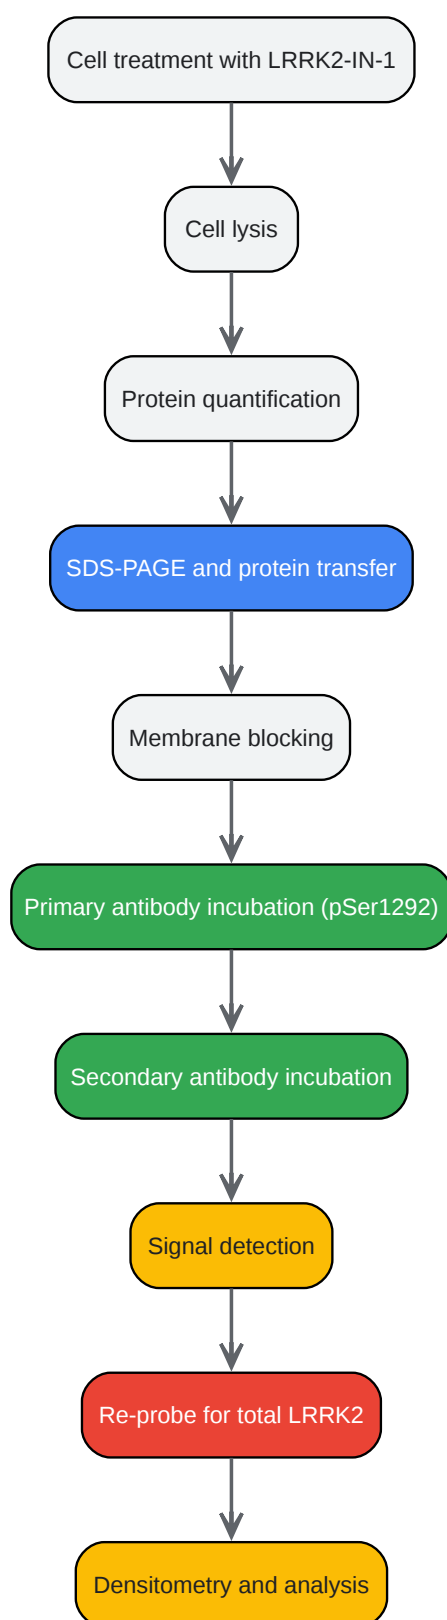 Cell treatment with LRRK2-IN-1
Cell lysis
Protein quantification
SDS-PAGE and protein transfer
Membrane blocking
Primary antibody incubation (pSer1292)
Secondary antibody incubation
Signal detection
Re-probe for total LRRK2
Densitometry and analysis